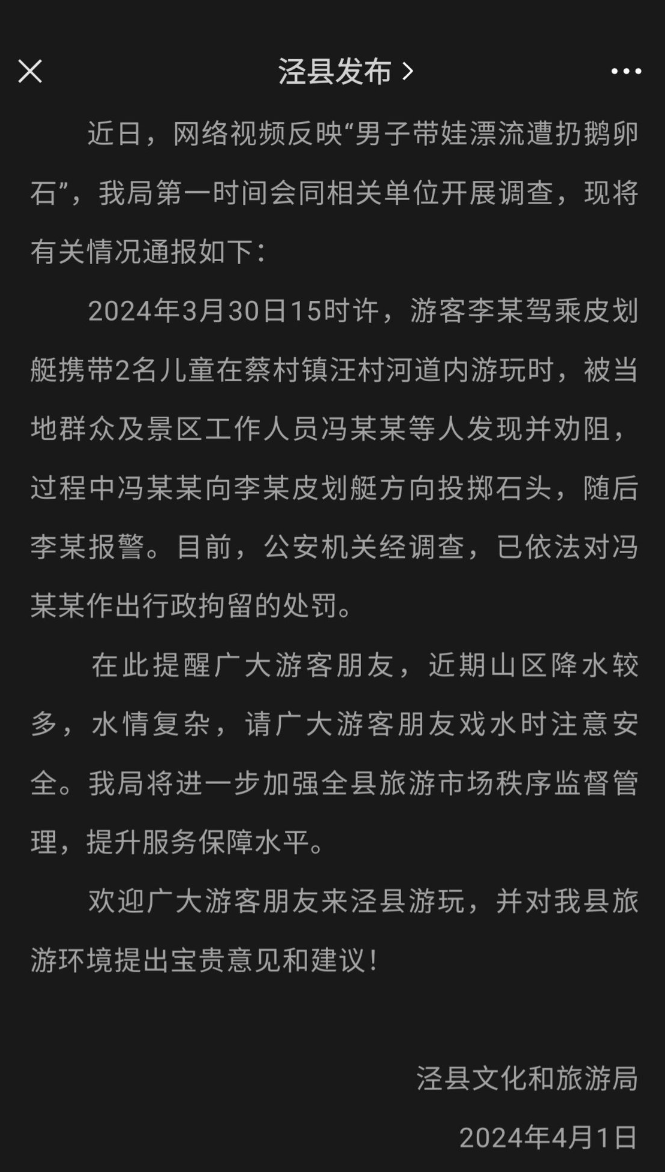 泾县发布
近日，网络视频反映“男子带娃漂流遭扔鹅卵
石”，我局第一时间会同相关单位开展调查，现将
有关情况通报如下：
2024年3月30日15时许，游客李某驾乘皮划
艇携带2名儿童在蔡村镇汪村河道内游玩时，被当
地群众及景区工作人员冯某某等人发现并劝阻，
过程中冯某某向李某皮划艇方向投掷石头，随后
李某报警。目前，公安机关经调查，已依法对冯
某某作出行政拘留的处罚。
在此提醒广大游客朋友，近期山区降水较
多，水情复杂，请广大游客朋友戏水时注意安
全。我局将进一步加强全县旅游市场秩序监督管
理，提升服务保障水平。
欢迎广大游客朋友来泾县游玩，并对我县旅
游环境提出宝贵意见和建议！
泾县文化和旅游局
2024年4月1日